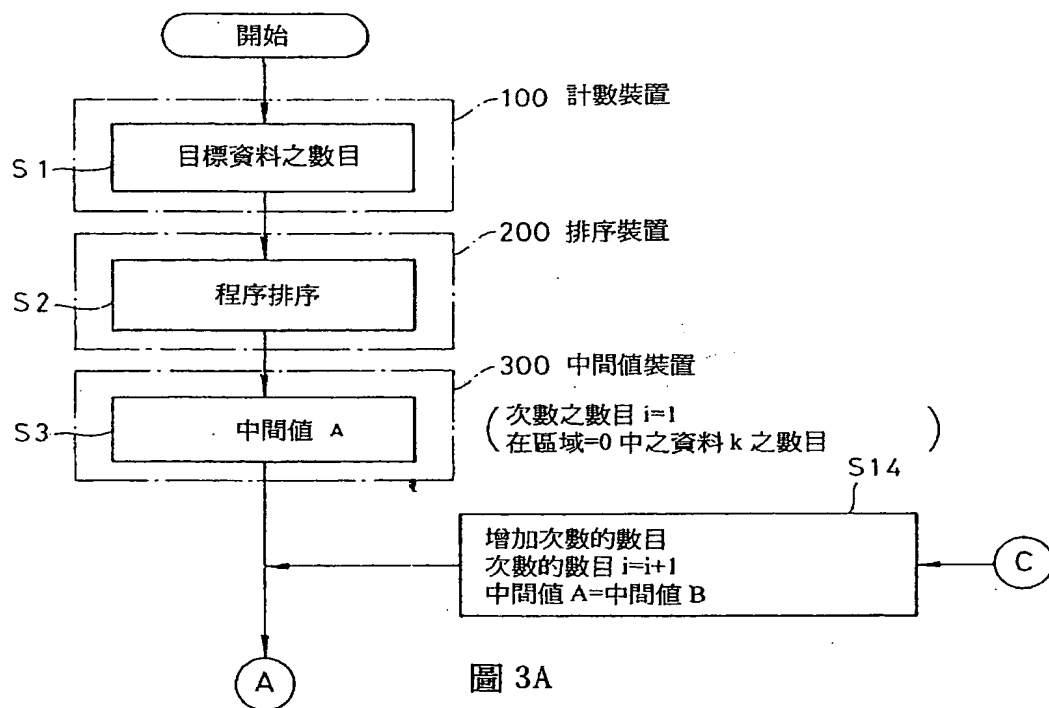 開始
100 計數裝置
S1
目標資料之數目
200 排序裝置
S2
程序排序
300 中間值裝置
S3
中間值 A
次數之數目 i=1
在區域=0 中之資料 k 之數目
S14
增加次數的數目
次數的數目 i=i+1
中間值 A=中間值 B
C
A
圖 3A